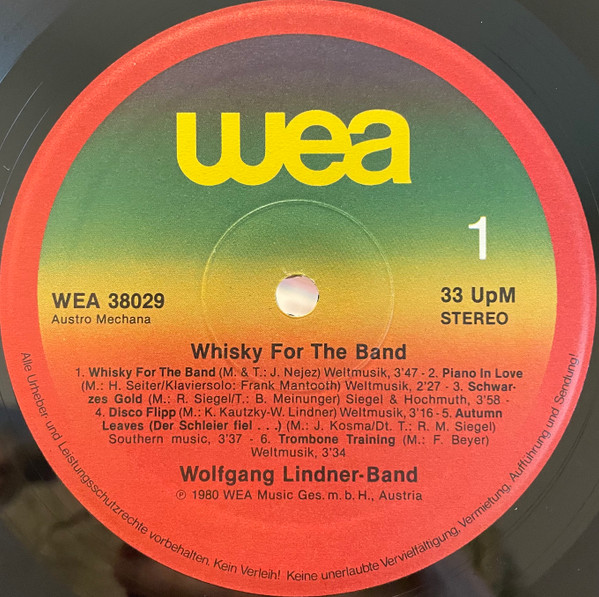 wea
1
WEA 38029
Austro Mechana
33 UpM
STEREO
Whisky For The Band
1. Whisky For The Band (M. & T.: J. Nejez) Weltmusik, 3'47 - 2. Piano In Love
(M.: H. Seiter/Klaviersolo: Frank Mantooth) Weltmusik, 2'27 - 3. Schwar-
zes Gold (M.: R. Siegel/T.: B. Meinunger) Siegel & Hochmuth, 3'58 -
4. Disco Flipp (M.: K. Kautzky-W. Lindner) Weltmusik, 3'16 - 5. Autumn
Leaves (Der Schleier fiel . . .) (M.: J. Kosma/Dt. T.: R. M. Siegel)
Southern music, 3'37 - 6. Trombone Training (M.: F. Beyer)
Weltmusik, 3'34
Wolfgang Lindner-Band
℗ 1980 WEA Music Ges. m. b. H., Austria
Alle Urheber und Leistungsschutzrechte vorbehalten. Kein Verleih! Keine unerlaubte Vervielfältigung, Vermietung, Aufführung und Sendung!